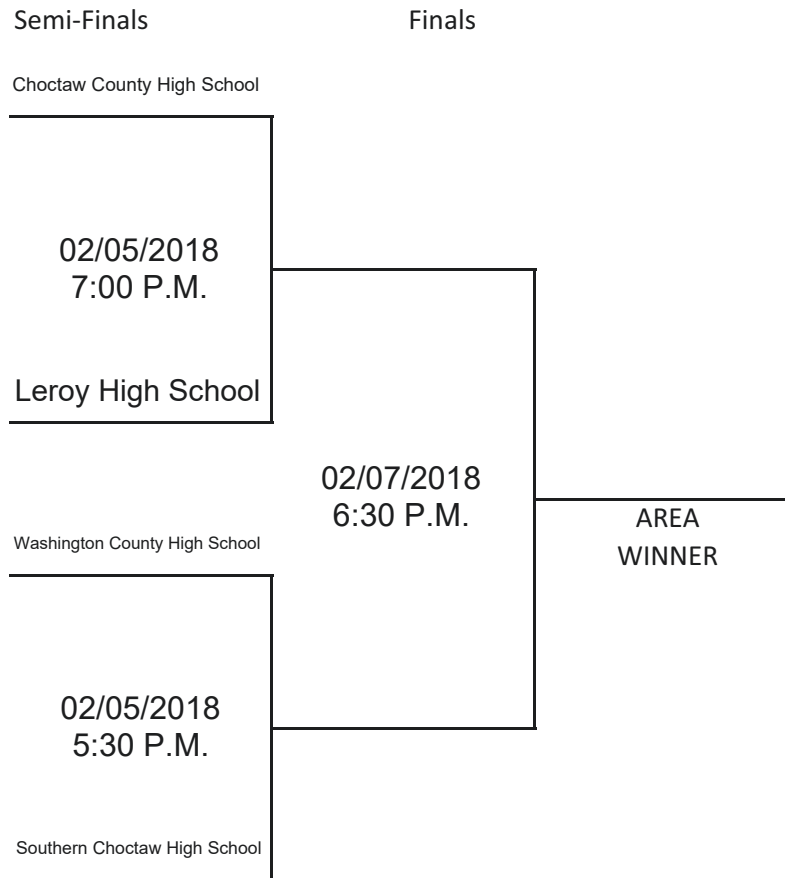 Semi-Finals
Finals
Choctaw County High School
02/05/2018
7:00 P.M.
Leroy High School
02/07/2018
6:30 P.M.
AREA
WINNER
Washington County High School
02/05/2018
5:30 P.M.
Southern Choctaw High School